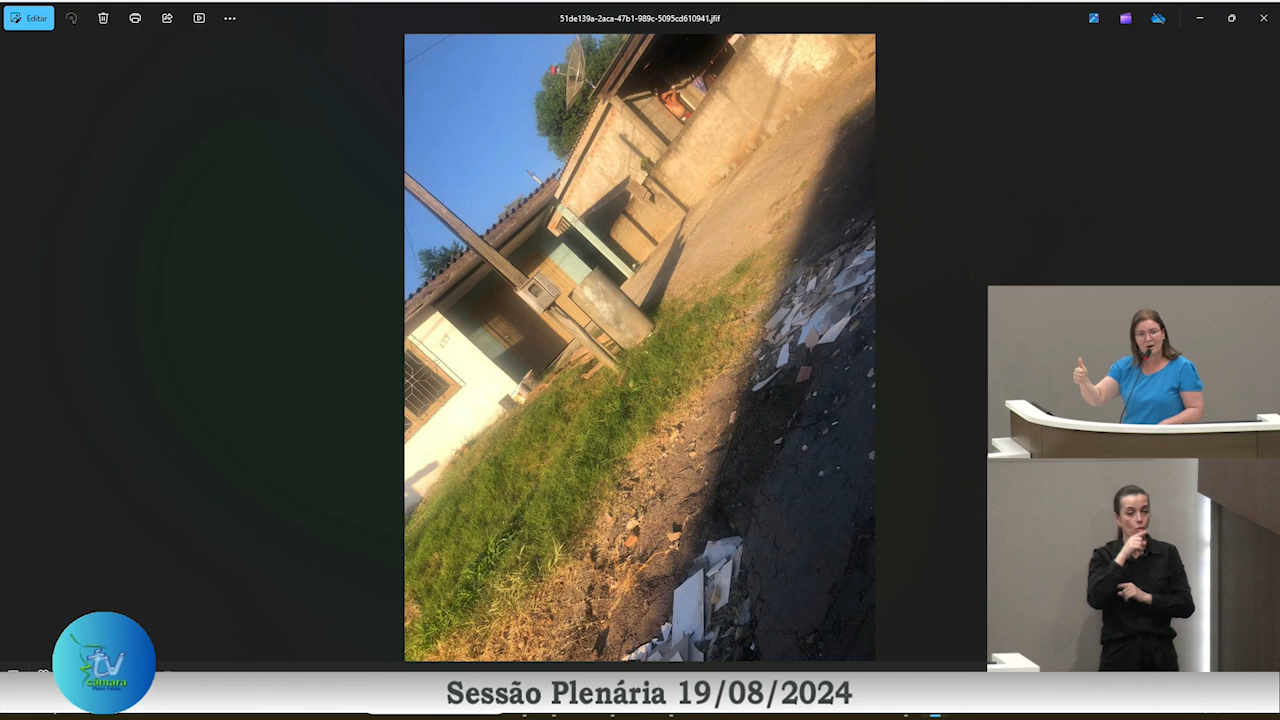 Editar
51de139a-2aca-47b1-989c-5095cd610941.jfif
tv
câmara
Sessão Plenária 19/08/2024